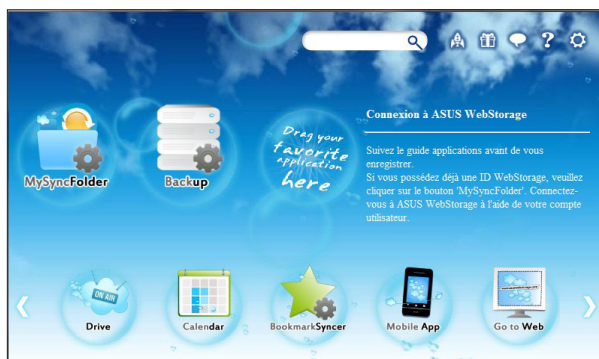 Connexion à ASUS WebStorage
Drag your
favorite
application
here
Suivez le guide applications avant de vous
enregistrer.
Si vous possédez déjà une ID WebStorage, veuillez
cliquer sur le bouton 'MySyncFolder'. Connectez-
vous à ASUS WebStorage à l'aide de votre compte
utilisateur.
MySyncFolder
Backup
ON AIR
Drive
Calendar
BookmarkSyncer
Mobile App
Go to Web